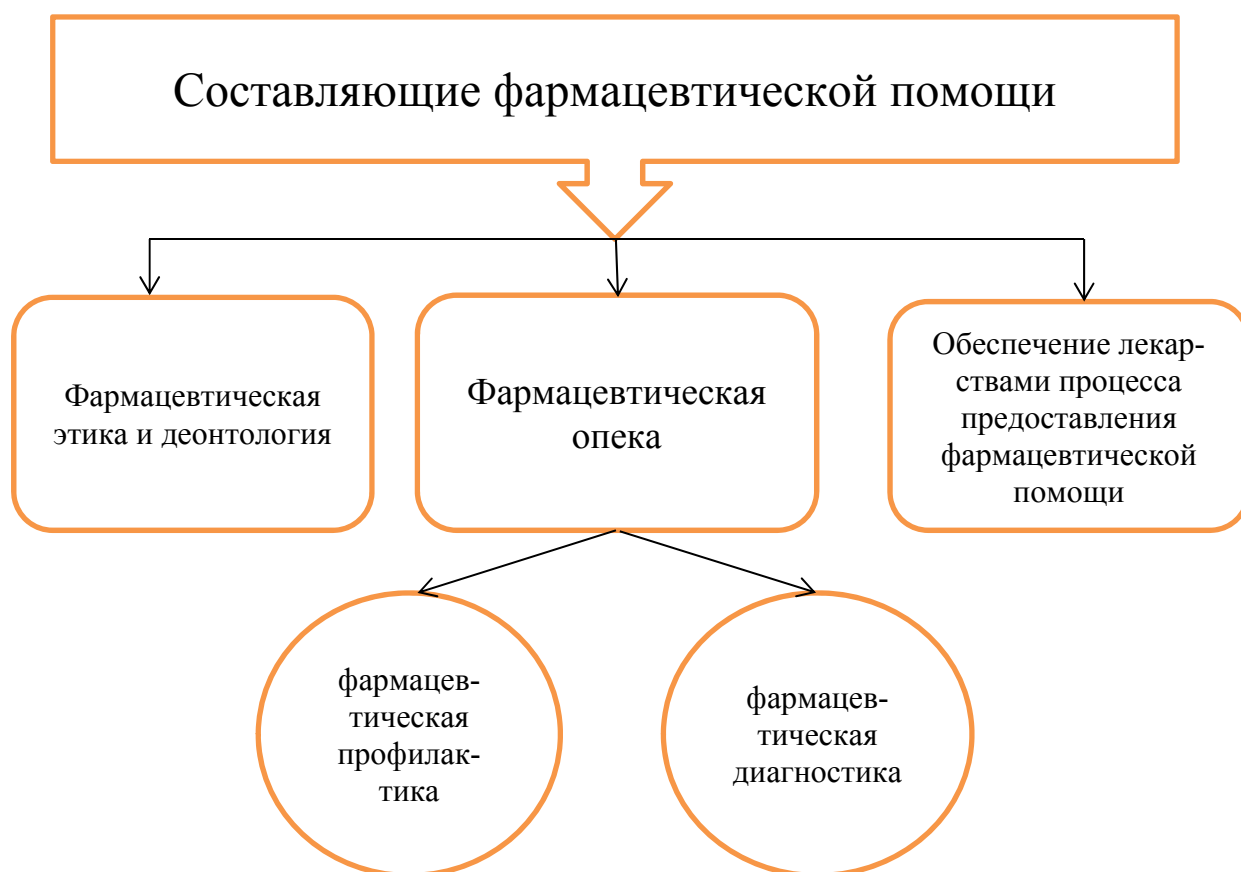 Составляющие фармацевтической помощи
Фармацевтическая
этика и деонтология
Фармацевтическая
опека
Обеспечение лекар-
ствами процесса
предоставления
фармацевтической
помощи
фармацев-
тическая
профилак-
тика
фармацев-
тическая
диагностика